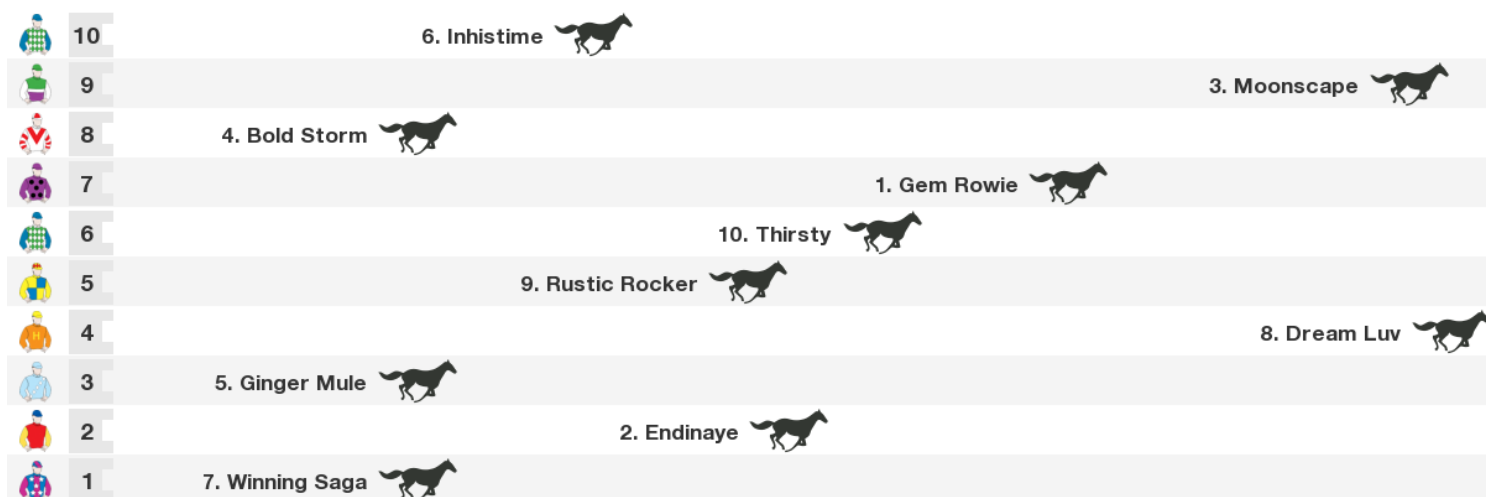 10 6. Inhistime
9 3. Moonscape
8 4. Bold Storm
7 1. Gem Rowie
6 10. Thirsty
5 9. Rustic Rocker
H 4 8. Dream Luv
3 5. Ginger Mule
2 2. Endinaye
1 7. Winning Saga